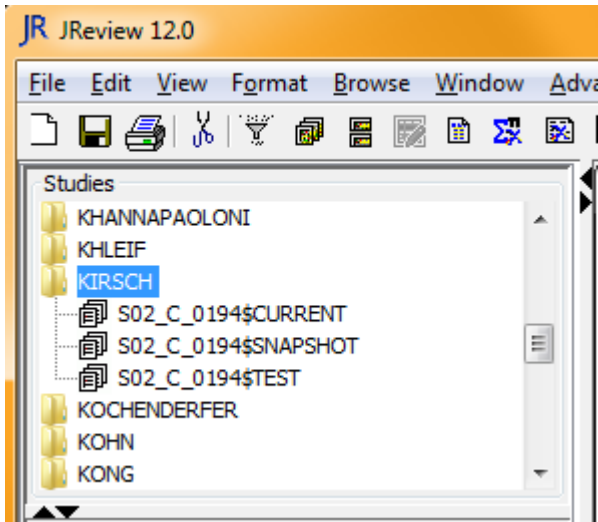 JR JReview 12.0
File Edit View Format Browse Window
Studies
KHANNAPAOLONI
KHLEIF
KIRSCH
S02_C_0194$CURRENT
S02_C_0194$SNAPSHOT
S02_C_0194$TEST
KOCHENDERFER
KOHN
KONG